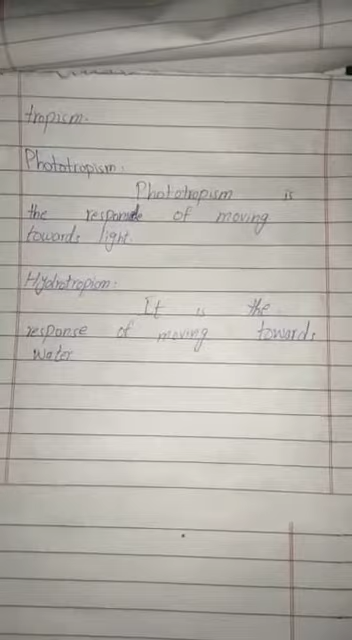 tropism.
Phototropism:
Phototropism is
the response of moving
towards light.
Hydrotropism:
It is the
response of moving towards
water